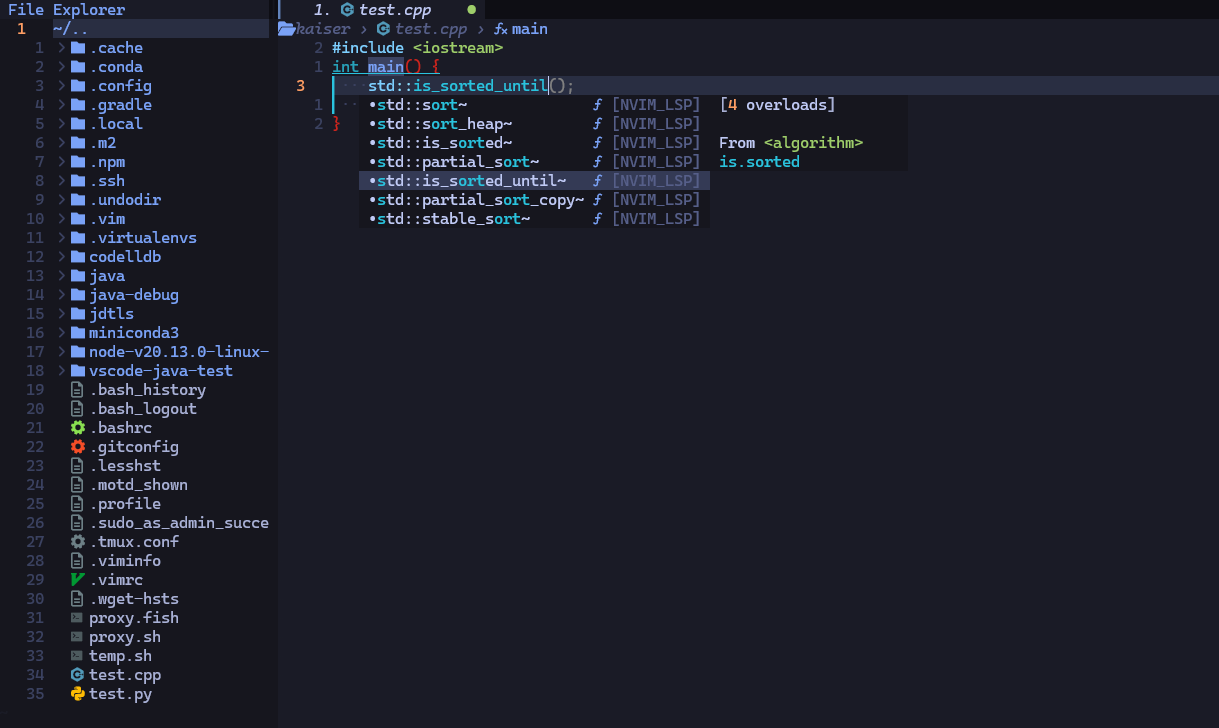 File Explorer
1 ~/..
1 .cache
2 .conda
3 .config
4 .gradle
5 .local
6 .m2
7 .npm
8 .ssh
9 .undodir
10 .vim
11 .virtualenvs
12 codelldb
13 java
14 java-debug
15 jdtls
16 miniconda3
17 node-v20.13.0-linux-
18 vscode-java-test
19 .bash_history
20 .bash_logout
21 .bashrc
22 .gitconfig
23 .lesshst
24 .motd_shown
25 .profile
26 .sudo_as_admin_succe
27 .tmux.conf
28 .viminfo
29 .vimrc
30 .wget-hsts
31 proxy.fish
32 proxy.sh
33 temp.sh
34 test.cpp
35 test.py
1. test.cpp ●
kaiser > test.cpp > fx main
2 #include <iostream>
1 int main() {
3 std::is_sorted_until();
1
2 }
•std::sort~ ƒ [NVIM_LSP]
•std::sort_heap~ ƒ [NVIM_LSP]
•std::is_sorted~ ƒ [NVIM_LSP]
•std::partial_sort~ ƒ [NVIM_LSP]
•std::is_sorted_until~ ƒ [NVIM_LSP]
•std::partial_sort_copy~ ƒ [NVIM_LSP]
•std::stable_sort~ ƒ [NVIM_LSP]
[4 overloads]
From <algorithm>
is.sorted